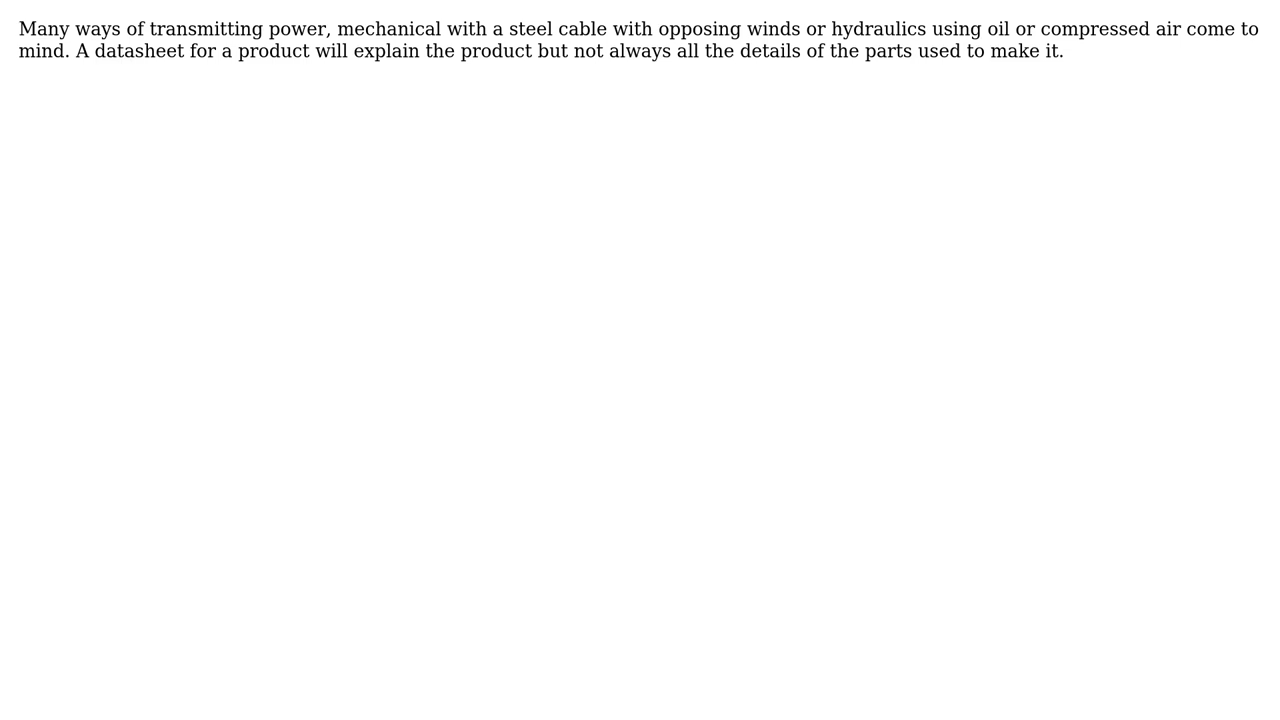 Many ways of transmitting power, mechanical with a steel cable with opposing winds or hydraulics using oil or compressed air come to
mind. A datasheet for a product will explain the product but not always all the details of the parts used to make it.